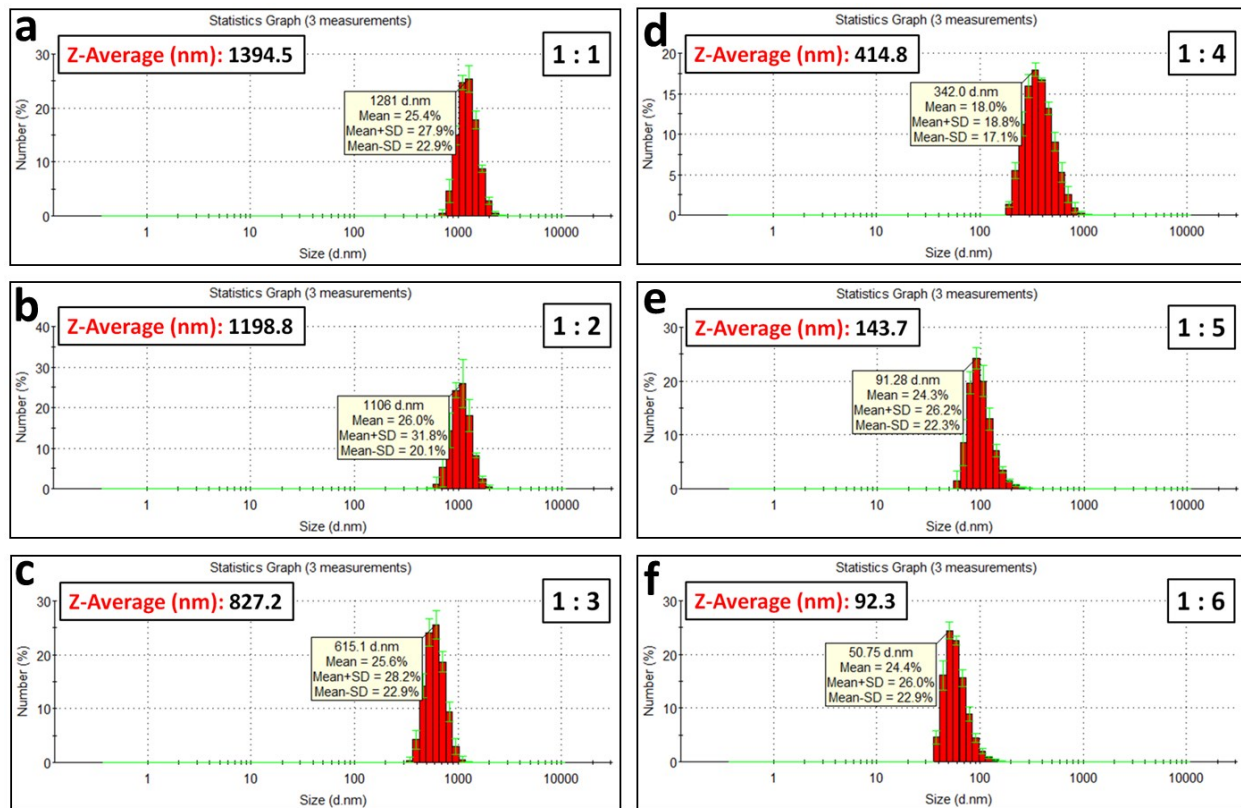 a
Statistics Graph (3 measurements)
Z-Average (nm): 1394.5
1 : 1
30
20
10
0
Number (%)
1281 d.nm
Mean = 25.4%
Mean+SD = 27.9%
Mean-SD = 22.9%
1 10 100 1000 10000
Size (d.nm)
b
Statistics Graph (3 measurements)
Z-Average (nm): 1198.8
1 : 2
40
30
20
10
0
Number (%)
1106 d.nm
Mean = 26.0%
Mean+SD = 31.8%
Mean-SD = 20.1%
1 10 100 1000 10000
Size (d.nm)
c
Statistics Graph (3 measurements)
Z-Average (nm): 827.2
1 : 3
30
20
10
0
Number (%)
615.1 d.nm
Mean = 25.6%
Mean+SD = 28.2%
Mean-SD = 22.9%
1 10 100 1000 10000
Size (d.nm)
d
Statistics Graph (3 measurements)
Z-Average (nm): 414.8
1 : 4
20
15
10
5
0
Number (%)
342.0 d.nm
Mean = 18.0%
Mean+SD = 18.8%
Mean-SD = 17.1%
1 10 100 1000 10000
Size (d.nm)
e
Statistics Graph (3 measurements)
Z-Average (nm): 143.7
1 : 5
30
20
10
0
Number (%)
91.28 d.nm
Mean = 24.3%
Mean+SD = 26.2%
Mean-SD = 22.3%
1 10 100 1000 10000
Size (d.nm)
f
Statistics Graph (3 measurements)
Z-Average (nm): 92.3
1 : 6
30
20
10
0
Number (%)
50.75 d.nm
Mean = 24.4%
Mean+SD = 26.0%
Mean-SD = 22.9%
1 10 100 1000 10000
Size (d.nm)